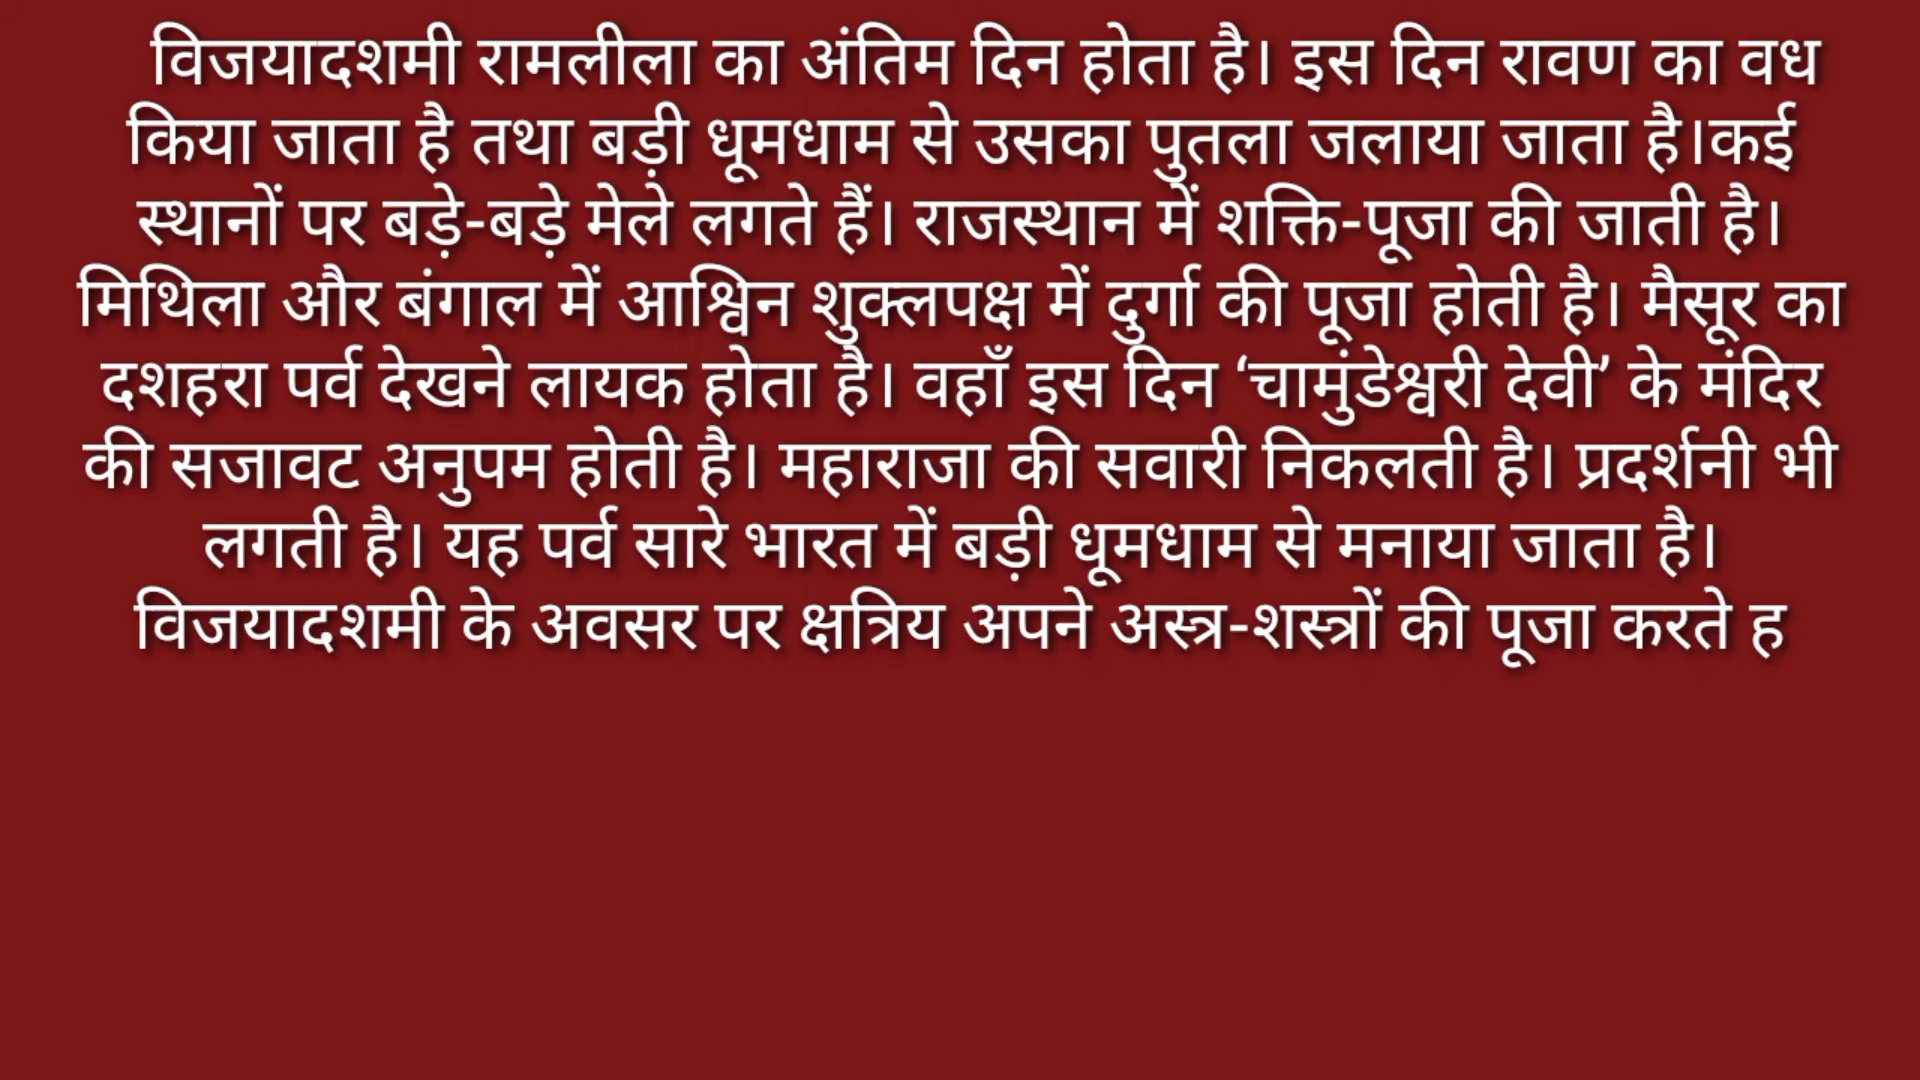 विजयादशमी रामलीला का अंतिम दिन होता है। इस दिन रावण का वध
किया जाता है तथा बड़ी धूमधाम से उसका पुतला जलाया जाता है।कई
स्थानों पर बड़े-बड़े मेले लगते हैं। राजस्थान में शक्ति-पूजा की जाती है।
मिथिला और बंगाल में आश्विन शुक्लपक्ष में दुर्गा की पूजा होती है। मैसूर का
दशहरा पर्व देखने लायक होता है। वहाँ इस दिन ‘चामुंडेश्वरी देवी’ के मंदिर
की सजावट अनुपम होती है। महाराजा की सवारी निकलती है। प्रदर्शनी भी
लगती है। यह पर्व सारे भारत में बड़ी धूमधाम से मनाया जाता है।
विजयादशमी के अवसर पर क्षत्रिय अपने अस्त्र-शस्त्रों की पूजा करते ह